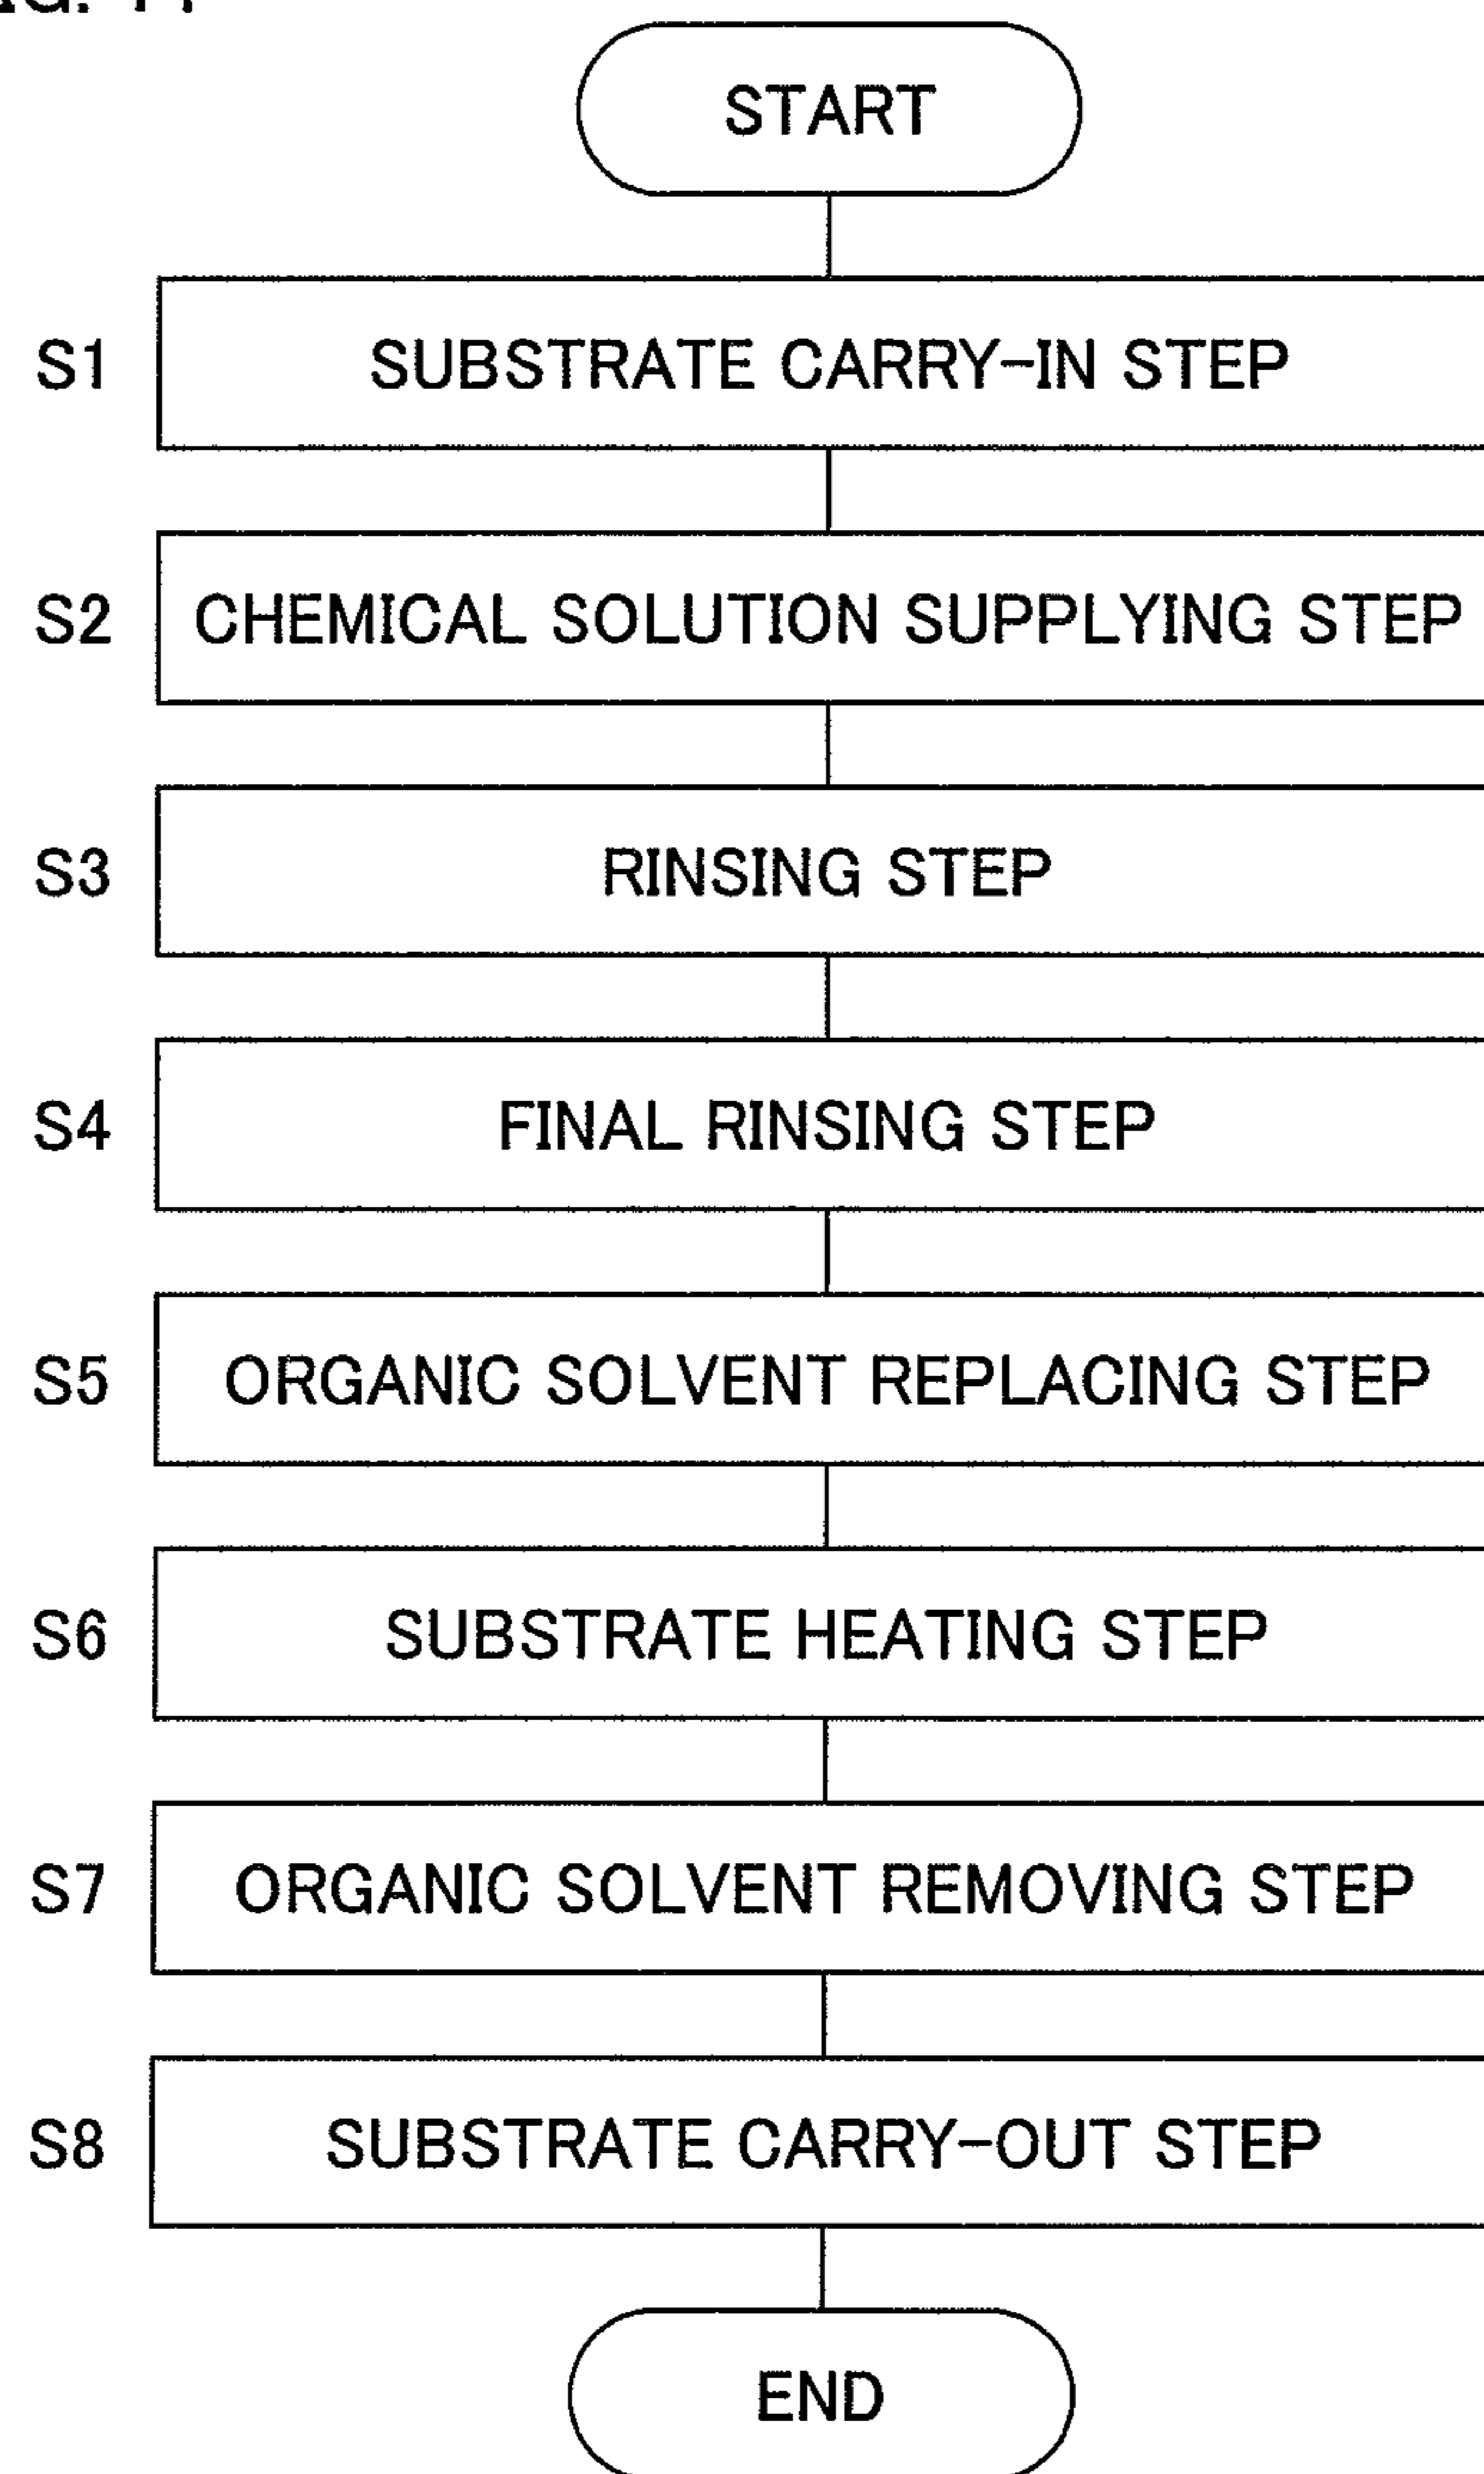 START
S1 SUBSTRATE CARRY-IN STEP
S2 CHEMICAL SOLUTION SUPPLYING STEP
S3 RINSING STEP
S4 FINAL RINSING STEP
S5 ORGANIC SOLVENT REPLACING STEP
S6 SUBSTRATE HEATING STEP
S7 ORGANIC SOLVENT REMOVING STEP
S8 SUBSTRATE CARRY-OUT STEP
END